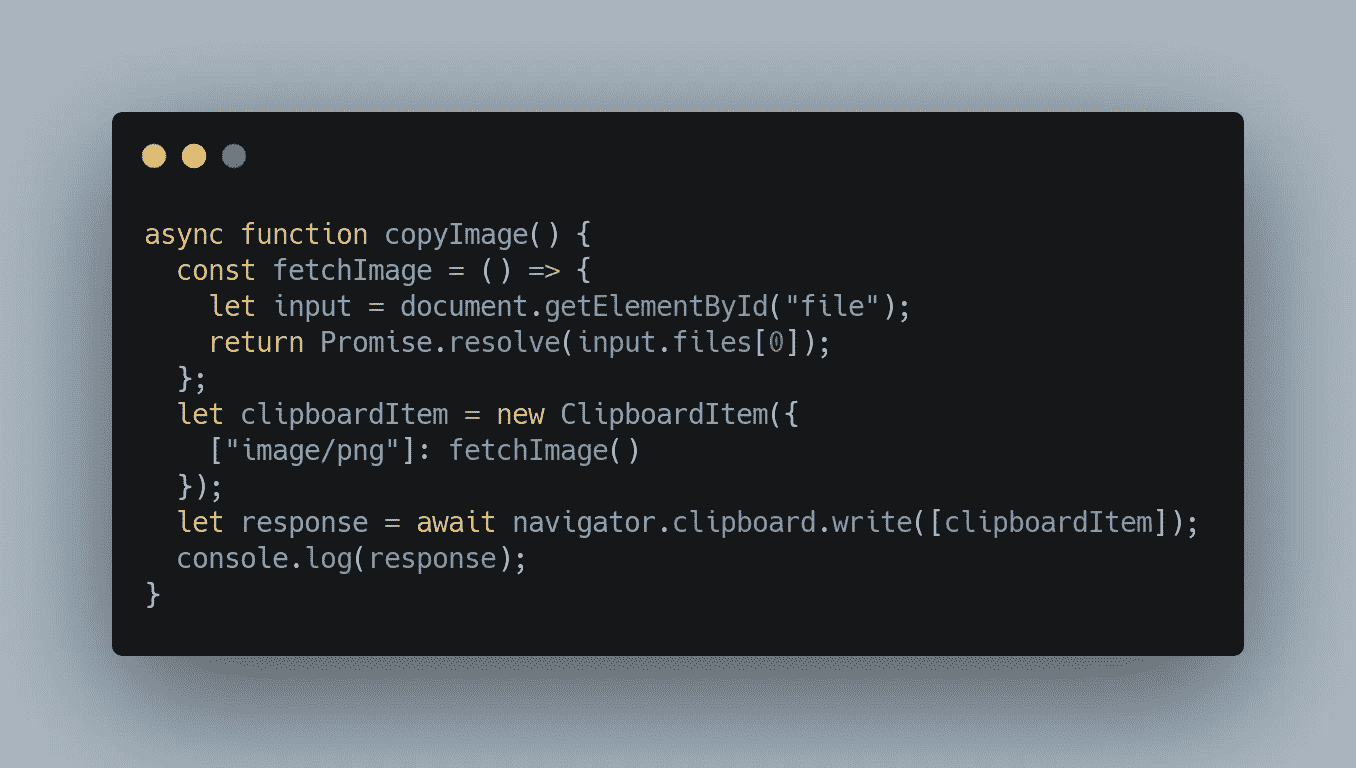 async function copyImage() {
  const fetchImage = () => {
    let input = document.getElementById("file");
    return Promise.resolve(input.files[0]);
  };
  let clipboardItem = new ClipboardItem({
    ["image/png"]: fetchImage()
  });
  let response = await navigator.clipboard.write([clipboardItem]);
  console.log(response);
}